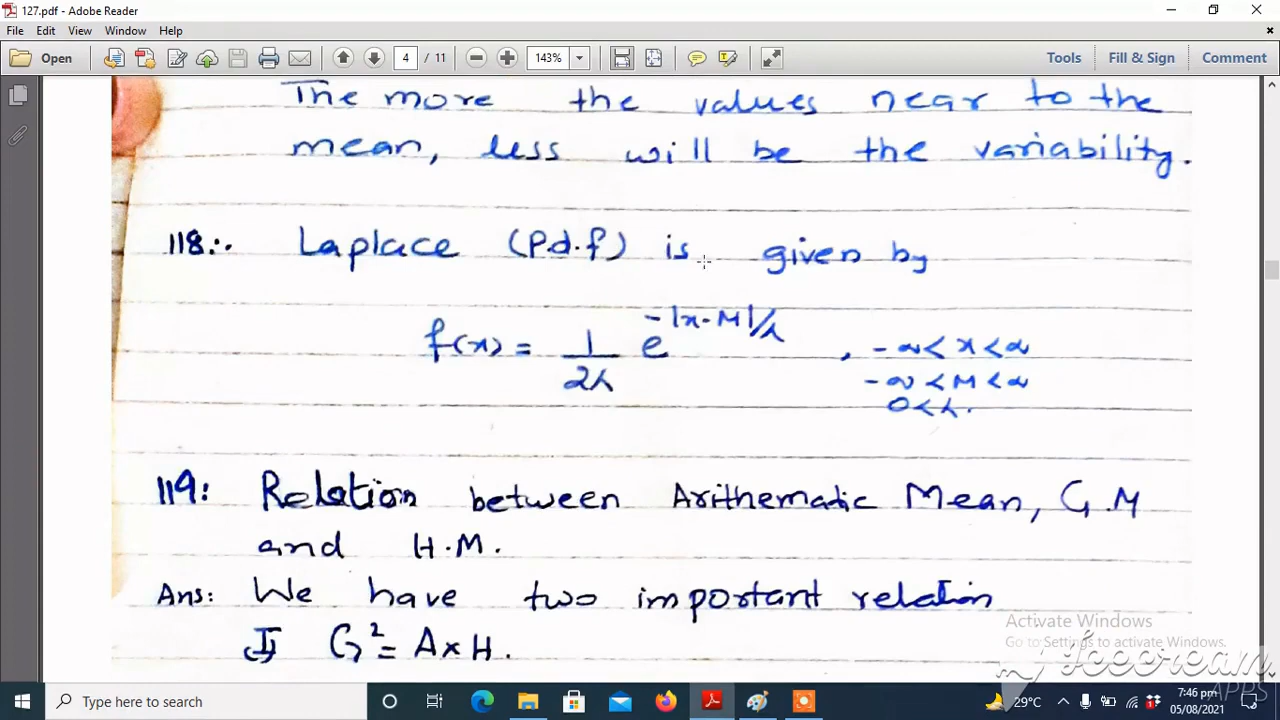 127.pdf - Adobe Reader
File Edit View Window Help
Open 4 / 11 143% Tools Fill & Sign Comment
The more the values near to the
mean, less will be the variability.
118:. Laplace (P.d.f) is given by
f(x) = 1/2λ e^-|x-M|/λ , -∞ < x < ∞
-∞ < M < ∞
0 < λ.
119: Relation between Arithematic Mean, G.M
and H.M.
Ans: We have two important relation
I) G² = A x H.
Activate Windows
Go to Settings to activate Windows.
Icecream
APPS
Type here to search
29°C
7:46 pm
05/08/2021